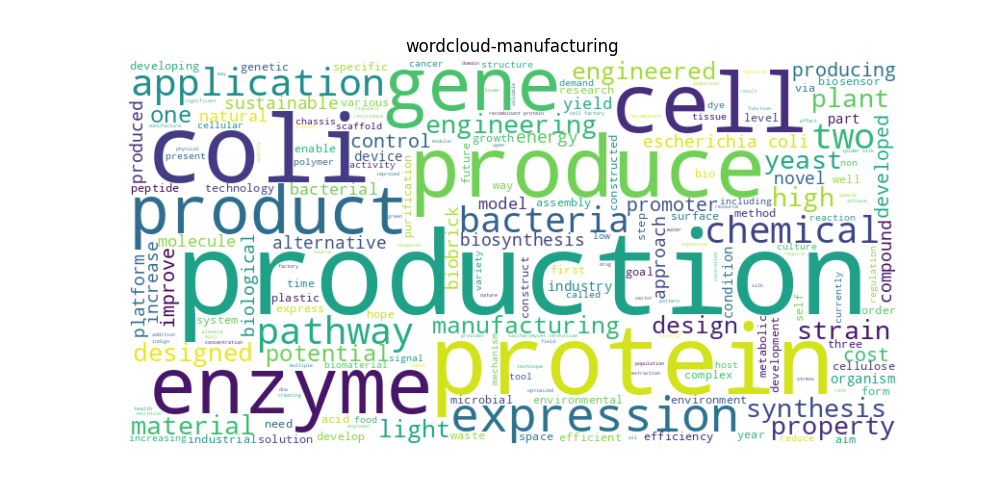 wordcloud-manufacturing
developing
genetic
specific
cancer
structure
application
gene
engineered
cell
producing
demand
research
biosensor
sustainable
various
yield
via
plant
produced
one
natural
chassis
recombinant protein
cell factory
dye
tissue
level
part
coli
cellular
scaffold
engineering
two
enable
control
growth
energy
escherichia coli
present
polymer
activity
device
future
produce
constructed
yeast
non
spider silk
developed
peptide
technology
bacterial
purification
way
bio
novel
well
high
product
model
assembly
promoter
including
bacteria
step
surface
method
reaction
chemical
molecule
alternative
biobrick
biosynthesis
low
approach
culture
compound
platform
increase
improve
biological
production
variety
first
goal
condition
regulation
time
construct
industry
currently
plastic
called
self
express
order
system
hope
pathway
manufacturing
design
strain
designed
potential
signal
mechanism
protein
metabolic
development
three
cost
biomaterial
tool
complex
host
cellulose
organism
enzyme
microbial
environmental
environment
form
material
acid
food
expression
synthesis
need
light
property
increasing
industrial
solution
develop
waste
space
efficient
efficiency
year
reduce
aim